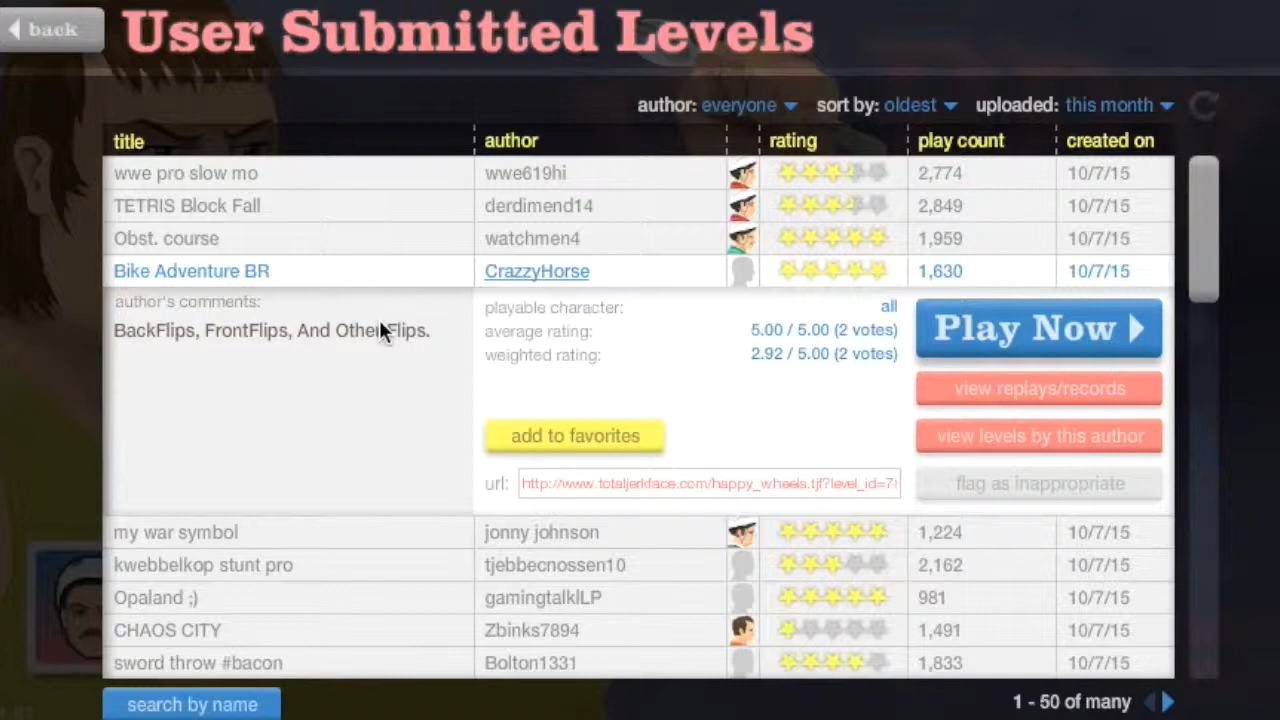 back
User Submitted Levels
author: everyone sort by: oldest uploaded: this month
title author rating play count created on
wwe pro slow mo wwe619hi 2,774 10/7/15
TETRIS Block Fall derdimend14 2,849 10/7/15
Obst. course watchmen4 1,959 10/7/15
Bike Adventure BR CrazzyHorse 1,630 10/7/15
author's comments:
BackFlips, FrontFlips, And Other Flips.
playable character: all
average rating: 5.00 / 5.00 (2 votes)
weighted rating: 2.92 / 5.00 (2 votes)
add to favorites
url: http://www.totaljerkface.com/happy_wheels.tjf?level_id=7
Play Now
view replays/records
view levels by this author
flag as inappropriate
my war symbol jonny johnson 1,224 10/7/15
kwebbelkop stunt pro tjebbecnossen10 2,162 10/7/15
Opaland ;) gamingtalklLP 981 10/7/15
CHAOS CITY Zbinks7894 1,491 10/7/15
sword throw #bacon Bolton1331 1,833 10/7/15
search by name
1 - 50 of many